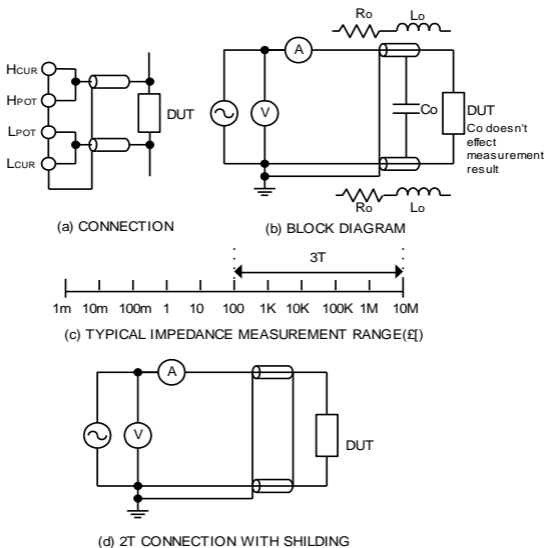 HCUR
HPOT
LPOT
LCUR
DUT
(a) CONNECTION
Ro Lo
A
V
Co
DUT
Co doesn't
effect
measurement
result
Ro Lo
(b) BLOCK DIAGRAM
3T
1m 10m 100m 1 10 100 1K 10K 100K 1M 10M
(c) TYPICAL IMPEDANCE MEASUREMENT RANGE(£[)
A
V
DUT
(d) 2T CONNECTION WITH SHILDING